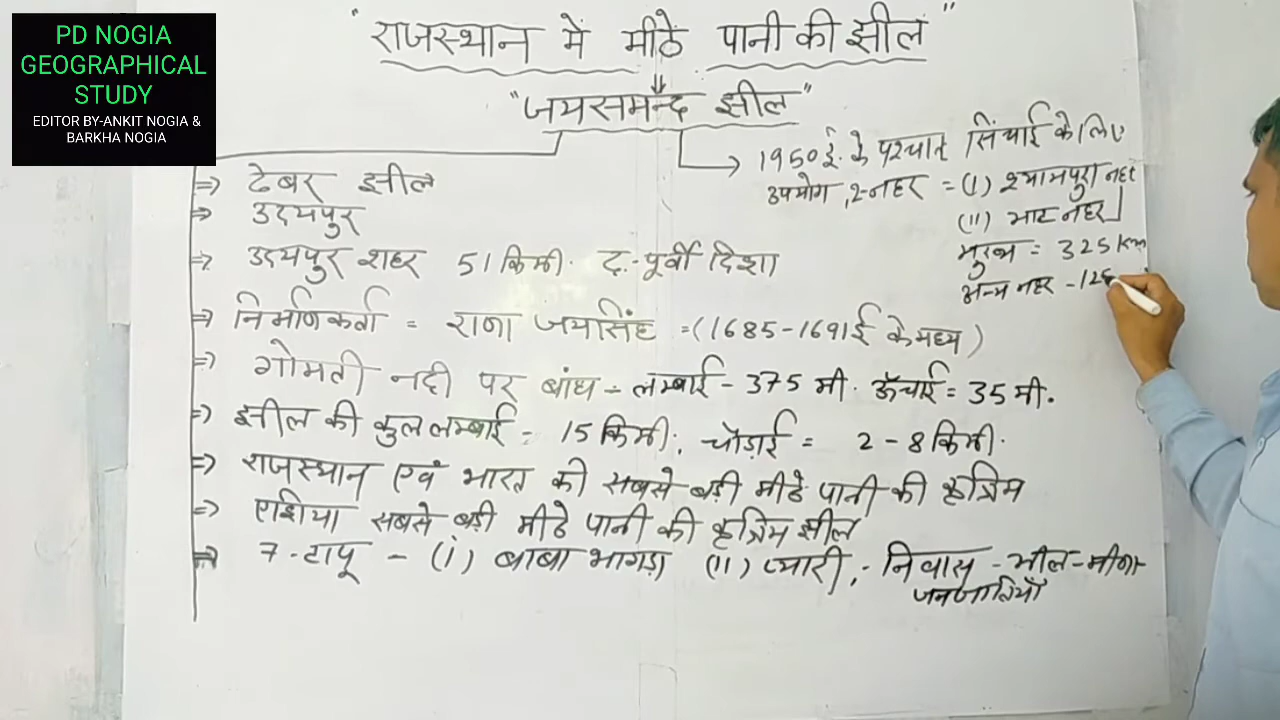 PD NOGIA
GEOGRAPHICAL
STUDY
EDITOR BY-ANKIT NOGIA &
BARKHA NOGIA
"राजस्थान में मीठे पानी की झील"
"जयसमन्द झील"
→ 1950 ई. के पश्चात सिंचाई के लिए
उपयोग, 2-नहर = (I) श्यामपुरा नहर
(II) भाट नहर
मुख्य = 325 km
अन्य नहर - 12
⇒ ढेबर झील
⇒ उदयपुर
⇒ उदयपुर शहर 51 किमी. द.-पूर्वी दिशा
⇒ निर्माणकर्ता = राणा जयसिंह = (1685-1691 ई के मध्य)
⇒ गोमती नदी पर बांध - लम्बाई - 375 मी. ऊँचाई = 35 मी.
⇒ झील की कुल लम्बाई - 15 किमी. चौड़ाई = 2-8 किमी.
⇒ राजस्थान एवं भारत की सबसे बड़ी मीठे पानी की कृत्रिम
⇒ एशिया सबसे बड़ी मीठे पानी की कृत्रिम झील
⇒ 7-टापू - (i) बाबा भागड़ा (ii) प्यारी, - निवास - भील-मीणा
जनजातियाँ